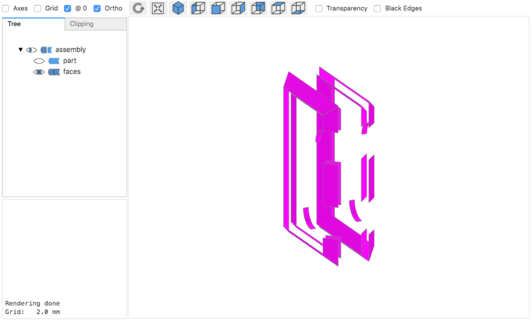 Axes Grid @ 0 Ortho Transparency Black Edges
Tree Clipping
assembly
part
faces
Rendering done
Grid: 2.0 mm